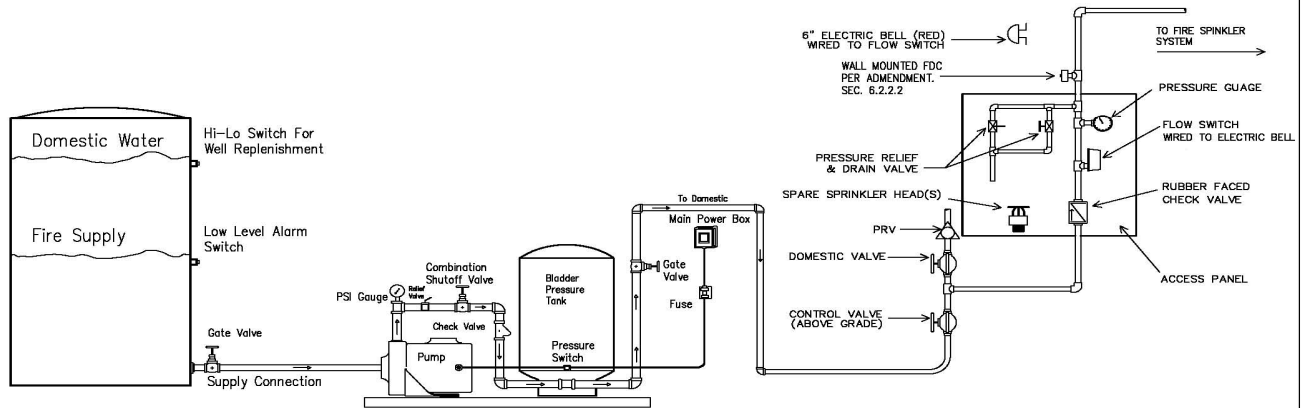 Domestic Water
Hi-Lo Switch For
Well Replenishment
Fire Supply
Low Level Alarm
Switch
Gate Valve
Supply Connection
PSI Gauge
Relief
Valve
Combination
Shutoff Valve
Check Valve
Pump
Bladder
Pressure
Tank
Pressure
Switch
Gate
Valve
To Domestic
Main Power Box
Fuse
6" ELECTRIC BELL (RED)
WIRED TO FLOW SWITCH
WALL MOUNTED FDC
PER ADMENDMENT.
SEC. 6.2.2.2
TO FIRE SPINKLER
SYSTEM
PRESSURE GUAGE
FLOW SWITCH
WIRED TO ELECTRIC BELL
PRESSURE RELIEF
& DRAIN VALVE
SPARE SPRINKLER HEAD(S)
RUBBER FACED
CHECK VALVE
PRV
DOMESTIC VALVE
ACCESS PANEL
CONTROL VALVE
(ABOVE GRADE)